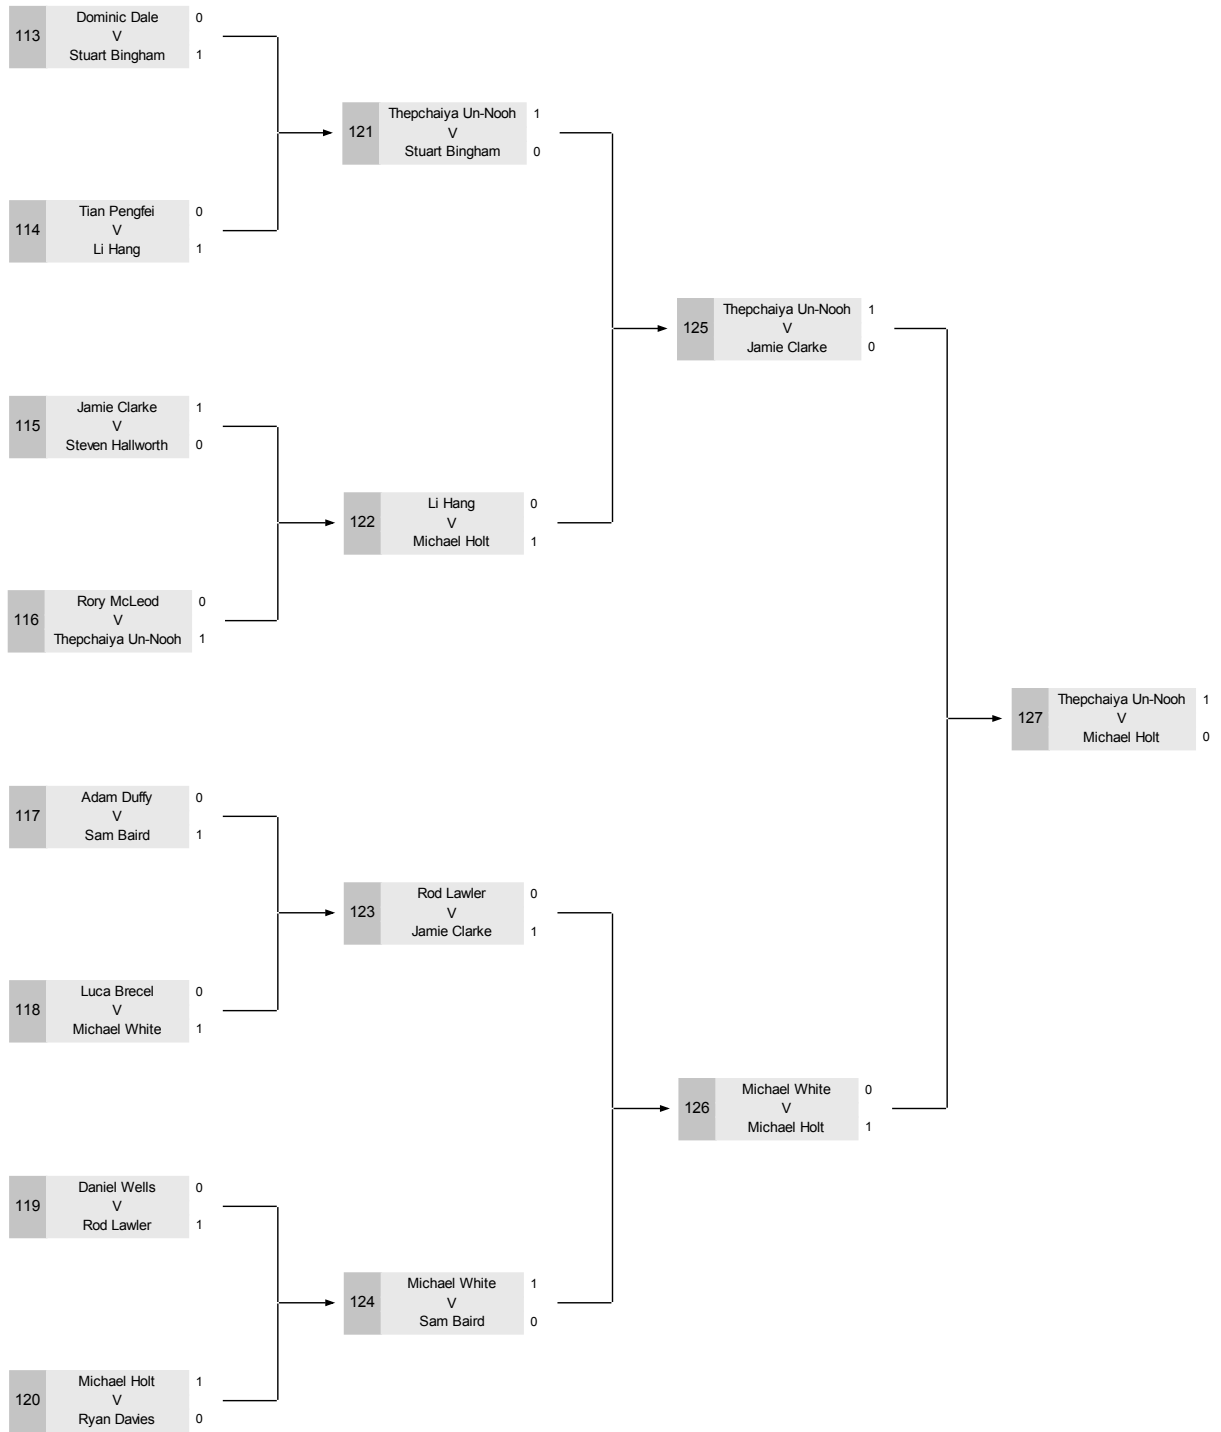 113
Dominic Dale 0
V
Stuart Bingham 1
114
Tian Pengfei 0
V
Li Hang 1
115
Jamie Clarke 1
V
Steven Hallworth 0
116
Rory McLeod 0
V
Thepchaiya Un-Nooh 1
117
Adam Duffy 0
V
Sam Baird 1
118
Luca Brecel 0
V
Michael White 1
119
Daniel Wells 0
V
Rod Lawler 1
120
Michael Holt 1
V
Ryan Davies 0
121
Thepchaiya Un-Nooh 1
V
Stuart Bingham 0
122
Li Hang 0
V
Michael Holt 1
123
Rod Lawler 0
V
Jamie Clarke 1
124
Michael White 1
V
Sam Baird 0
125
Thepchaiya Un-Nooh 1
V
Jamie Clarke 0
126
Michael White 0
V
Michael Holt 1
127
Thepchaiya Un-Nooh 1
V
Michael Holt 0